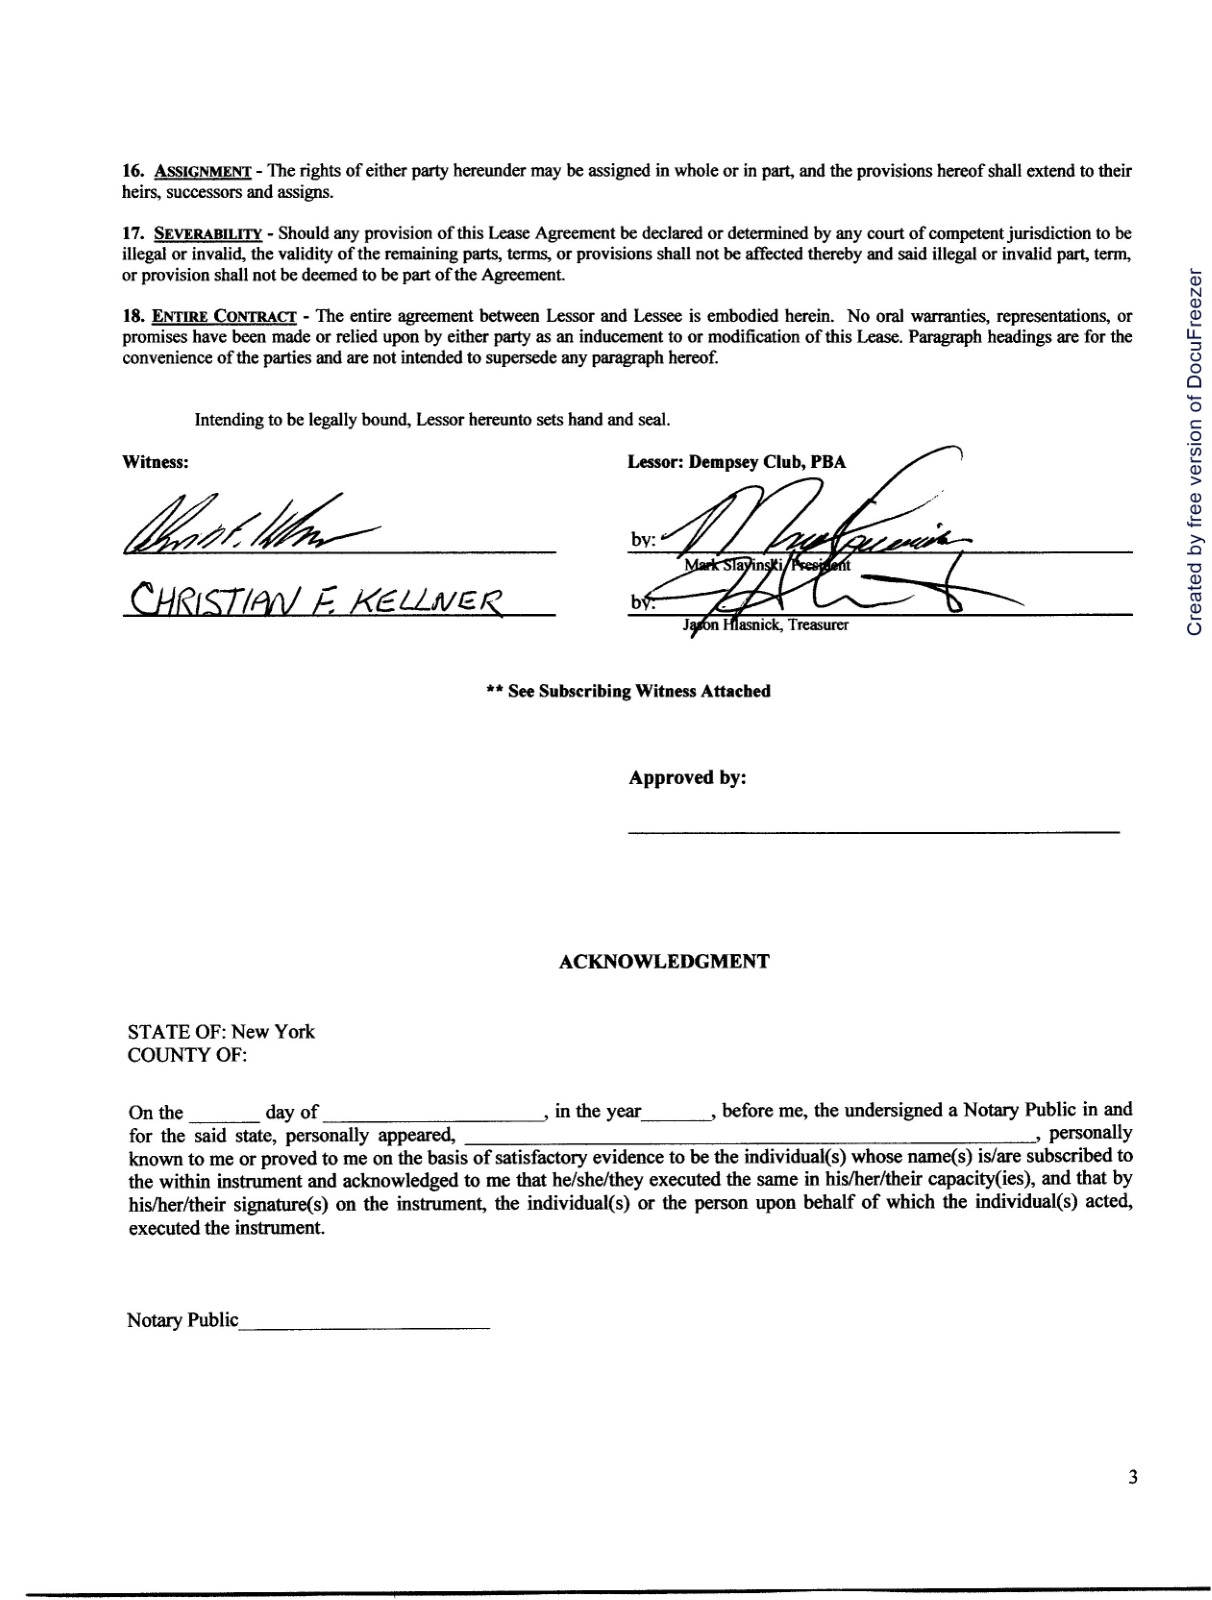 16. ASSIGNMENT - The rights of either party hereunder may be assigned in whole or in part, and the provisions hereof shall extend to their
heirs, successors and assigns.
17. SEVERABILITY - Should any provision of this Lease Agreement be declared or determined by any court of competent jurisdiction to be
illegal or invalid, the validity of the remaining parts, terms, or provisions shall not be affected thereby and said illegal or invalid part, term,
or provision shall not be deemed to be part of the Agreement.
18. ENTIRE CONTRACT - The entire agreement between Lessor and Lessee is embodied herein. No oral warranties, representations, or
promises have been made or relied upon by either party as an inducement to or modification of this Lease. Paragraph headings are for the
convenience of the parties and are not intended to supersede any paragraph hereof.
Intending to be legally bound, Lessor hereunto sets hand and seal.
Witness:
Lessor: Dempsey Club, PBA
by:
Mark Slavinski, President
CHRISTIAN F. KELLNER
by:
Jason Hlasnick, Treasurer
** See Subscribing Witness Attached
Approved by:
ACKNOWLEDGMENT
STATE OF: New York
COUNTY OF:
On the _______ day of ______________________, in the year_______, before me, the undersigned a Notary Public in and
for the said state, personally appeared, _________________________________________________________, personally
known to me or proved to me on the basis of satisfactory evidence to be the individual(s) whose name(s) is/are subscribed to
the within instrument and acknowledged to me that he/she/they executed the same in his/her/their capacity(ies), and that by
his/her/their signature(s) on the instrument, the individual(s) or the person upon behalf of which the individual(s) acted,
executed the instrument.
Notary Public_________________________
3
Created by free version of DocuFreezer